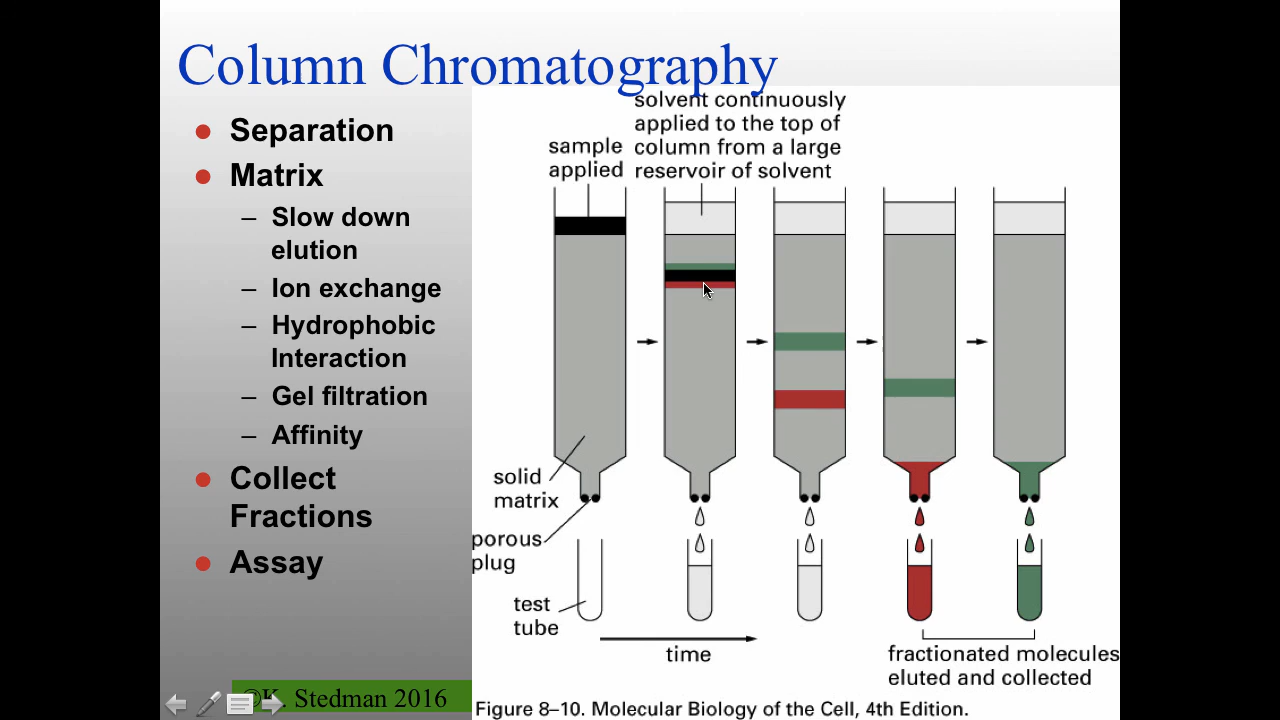 Column Chromatography
● Separation
● Matrix
– Slow down
elution
– Ion exchange
– Hydrophobic
Interaction
– Gel filtration
– Affinity
● Collect
Fractions
● Assay
©K. Stedman 2016
sample
applied
solvent continuously
applied to the top of
column from a large
reservoir of solvent
solid
matrix
porous
plug
test
tube
time
fractionated molecules
eluted and collected
Figure 8–10. Molecular Biology of the Cell, 4th Edition.